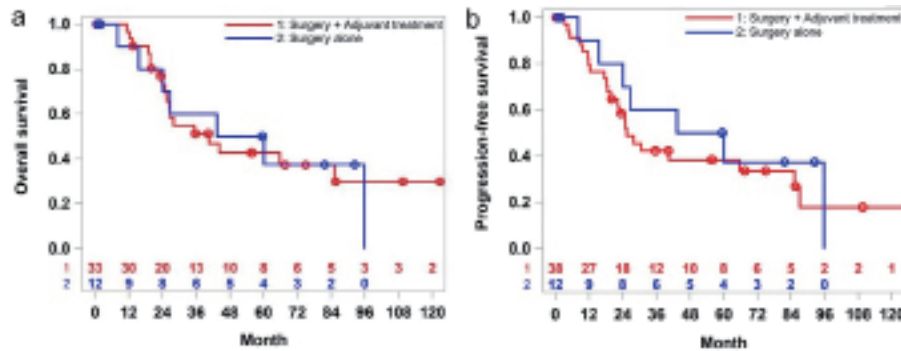 a
1: Surgery + Adjuvant treatment
2: Surgery alone
Overall survival
1.0
0.8
0.6
0.4
0.2
0.0
1 33 30 20 13 10 8 6 5 3 3 2
2 12 9 8 6 5 4 3 2 0
0 12 24 36 48 60 72 84 96 108 120
Month
b
1: Surgery + Adjuvant treatment
2: Surgery alone
Progression-free survival
1.0
0.8
0.6
0.4
0.2
0.0
1 38 27 18 12 10 8 6 5 2 2 1
2 12 9 8 6 5 4 3 2 0
0 12 24 36 48 60 72 84 96 108 120
Month